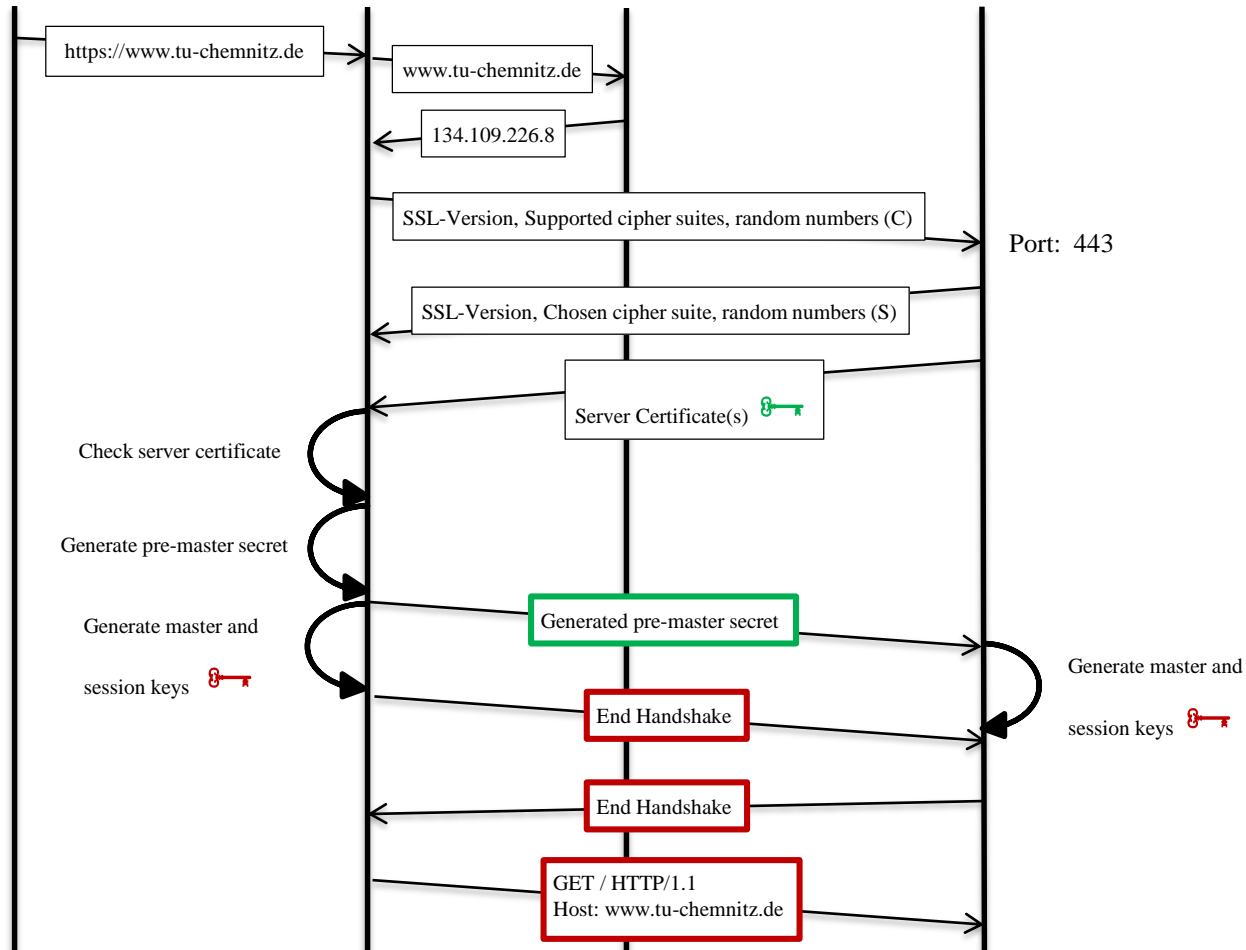 https://www.tu-chemnitz.de
www.tu-chemnitz.de
134.109.226.8
SSL-Version, Supported cipher suites, random numbers (C)
Port: 443
SSL-Version, Chosen cipher suite, random numbers (S)
Server Certificate(s)
Check server certificate
Generate pre-master secret
Generated pre-master secret
Generate master and
session keys
Generate master and
session keys
End Handshake
End Handshake
GET / HTTP/1.1
Host: www.tu-chemnitz.de